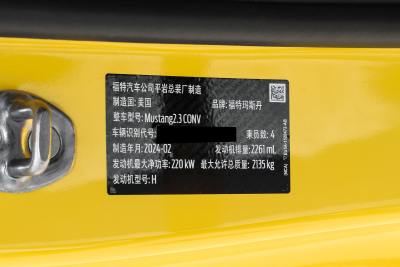 福特汽车公司平岩总装厂制造
制造国: 美国 品牌: 福特玛斯丹
整车型号: Mustang2.3 CONV
车辆识别代号: 乘员数: 4
制造年月: 2024-02 发动机排量: 2261 mL
发动机最大净功率: 220 kW 最大允许总质量: 2135 kg
发动机型号: H